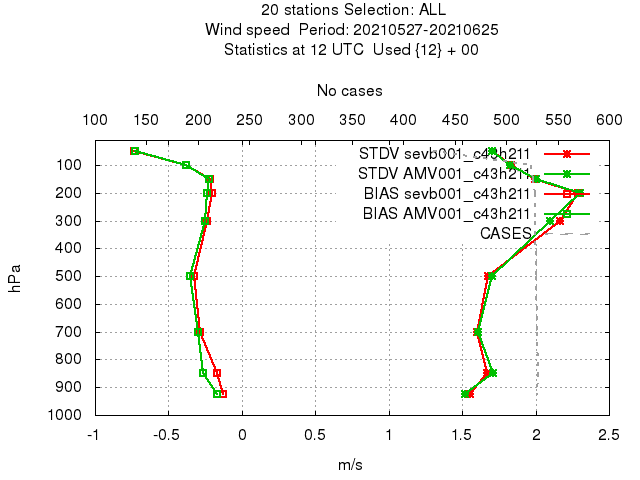 20 stations Selection: ALL
Wind speed  Period: 20210527-20210625
Statistics at 12 UTC  Used {12} + 00
No cases
100 150 200 250 300 350 400 450 500 550 600
STDV sevb001_c43h211
STDV AMV001_c43h211
BIAS sevb001_c43h211
BIAS AMV001_c43h211
CASES
hPa
100
200
300
400
500
600
700
800
900
1000
-1 -0.5 0 0.5 1 1.5 2 2.5
m/s